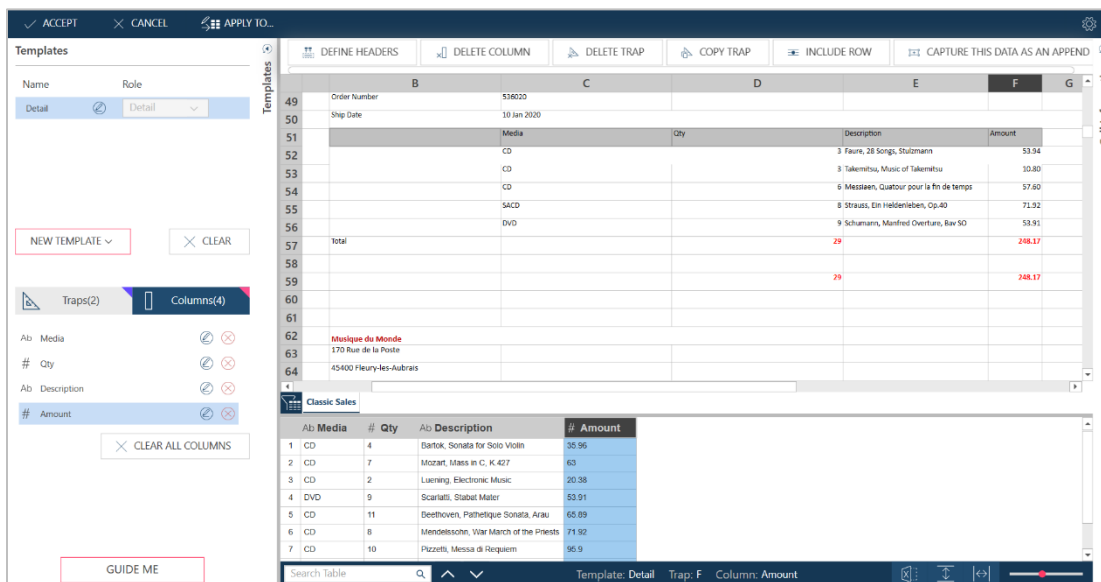 ACCEPT CANCEL APPLY TO...
Templates
Name Role
Detail Detail
NEW TEMPLATE CLEAR
Traps(2) Columns(4)
Ab Media
# Qty
Ab Description
# Amount
CLEAR ALL COLUMNS
GUIDE ME
Templates
DEFINE HEADERS DELETE COLUMN DELETE TRAP COPY TRAP INCLUDE ROW CAPTURE THIS DATA AS AN APPEND
B C D E F G
49 Order Number 536020
50 Ship Date 10 Jan 2020
51 Media Qty Description Amount
52 CD 3 Faure, 28 Songs, Stulzmann 53.94
53 CD 3 Takemitsu, Music of Takemitsu 10.80
54 CD 6 Messiaen, Quatour pour la fin de temps 57.60
55 SACD 8 Strauss, Ein Heldenleben, Op.40 71.92
56 DVD 9 Schumann, Manfred Overture, Bav SO 53.91
57 Total 29 248.17
58
59 29 248.17
60
61
62 Musique du Monde
63 170 Rue de la Poste
64 45400 Fleury-les-Aubrais
Classic Sales
Ab Media # Qty Ab Description # Amount
1 CD 4 Bartok, Sonata for Solo Violin 35.96
2 CD 7 Mozart, Mass in C, K.427 63
3 CD 2 Luening, Electronic Music 20.38
4 DVD 9 Scarlatti, Stabat Mater 53.91
5 CD 11 Beethoven, Pathetique Sonata, Arau 65.89
6 CD 8 Mendelssohn, War March of the Priests 71.92
7 CD 10 Pizzetti, Messa di Requiem 95.9
Search Table Template: Detail Trap: F Column: Amount